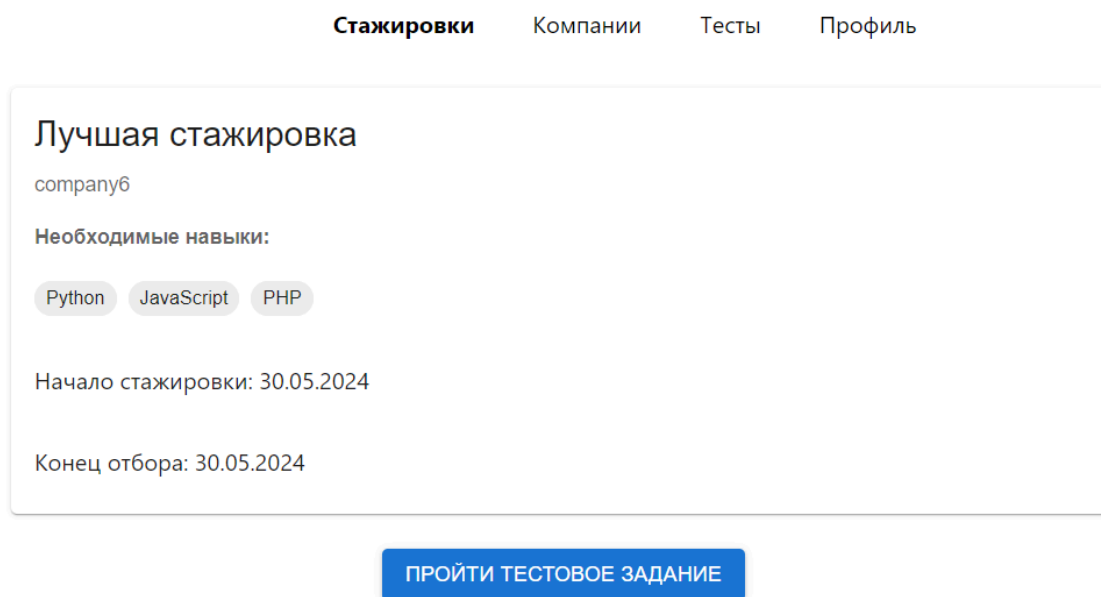 Стажировки Компании Тесты Профиль
Лучшая стажировка
company6
Необходимые навыки:
Python JavaScript PHP
Начало стажировки: 30.05.2024
Конец отбора: 30.05.2024
ПРОЙТИ ТЕСТОВОЕ ЗАДАНИЕ